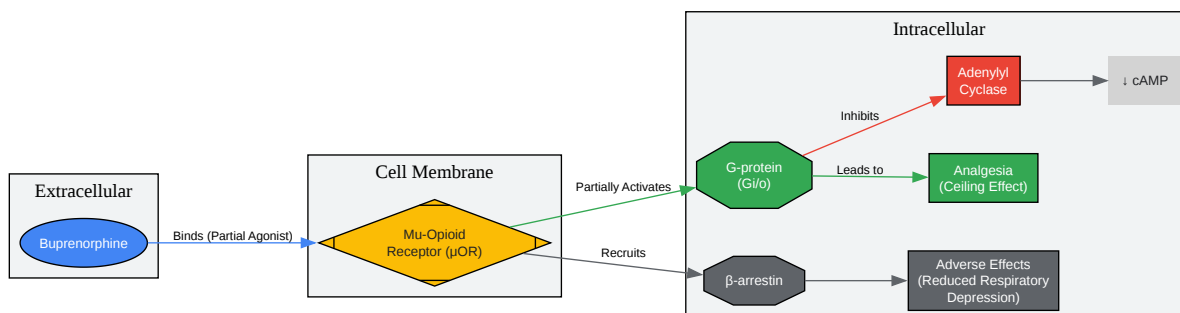 Extracellular
Buprenorphine
Binds (Partial Agonist)
Cell Membrane
Mu-Opioid
Receptor (μOR)
Partially Activates
Recruits
Intracellular
G-protein
(Gi/o)
Inhibits
Adenylyl
Cyclase
↓ cAMP
Leads to
Analgesia
(Ceiling Effect)
β-arrestin
Adverse Effects
(Reduced Respiratory
Depression)